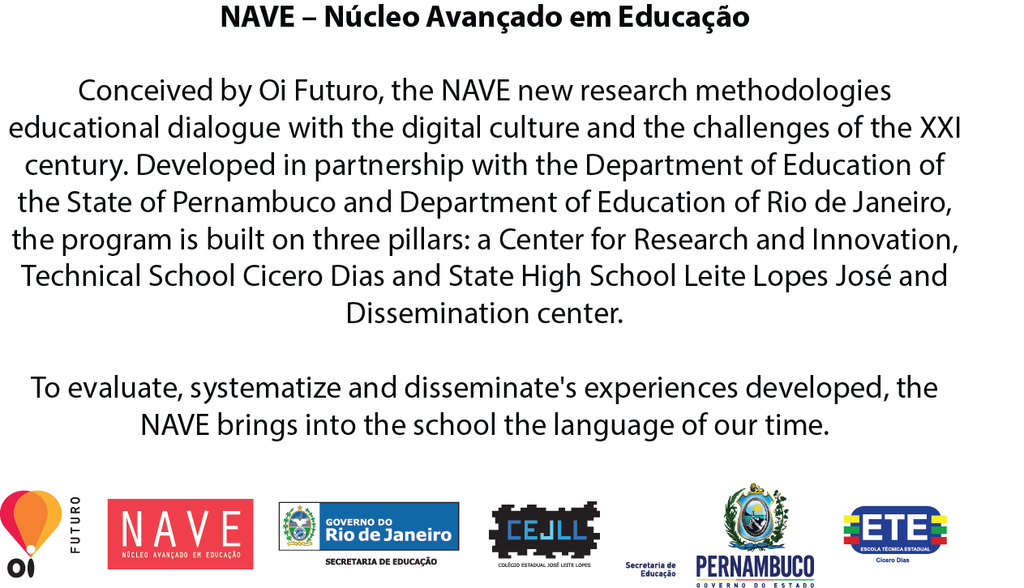 NAVE – Núcleo Avançado em Educação
Conceived by Oi Futuro, the NAVE new research methodologies
educational dialogue with the digital culture and the challenges of the XXI
century. Developed in partnership with the Department of Education of
the State of Pernambuco and Department of Education of Rio de Janeiro,
the program is built on three pillars: a Center for Research and Innovation,
Technical School Cicero Dias and State High School Leite Lopes José and
Dissemination center.
To evaluate, systematize and disseminate's experiences developed, the
NAVE brings into the school the language of our time.
oi
FUTURO
NAVE
NÚCLEO AVANÇADO EM EDUCAÇÃO
GOVERNO DO
Rio de Janeiro
SECRETARIA DE EDUCAÇÃO
CEJLL
COLÉGIO ESTADUAL JOSÉ LEITE LOPES
Secretaria de
Educação
PERNAMBUCO
GOVERNO DO ESTADO
ETE
ESCOLA TÉCNICA ESTADUAL
Cícero Dias